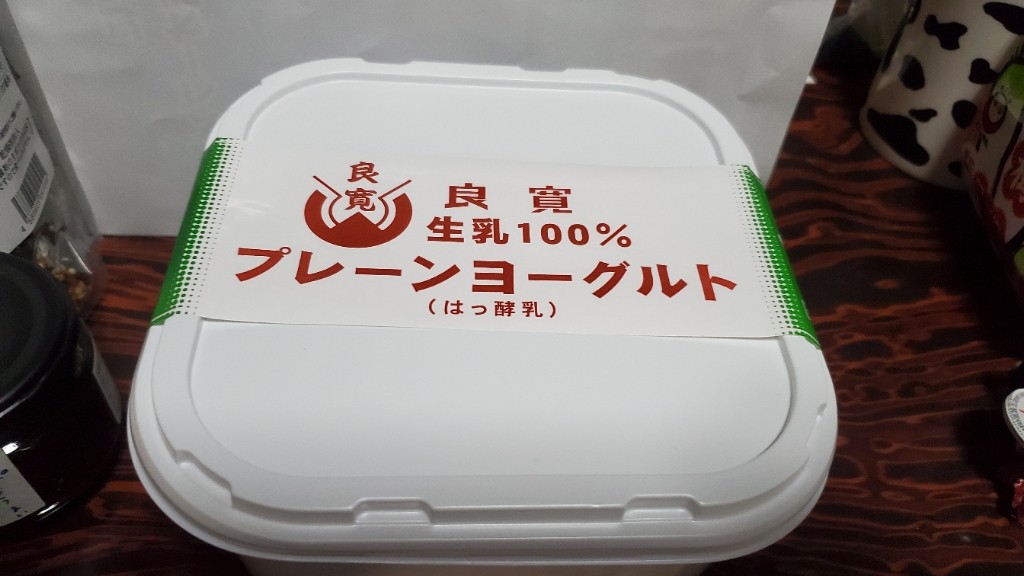 良
寛
良寛
生乳100%
プレーンヨーグルト
(はっ酵乳)